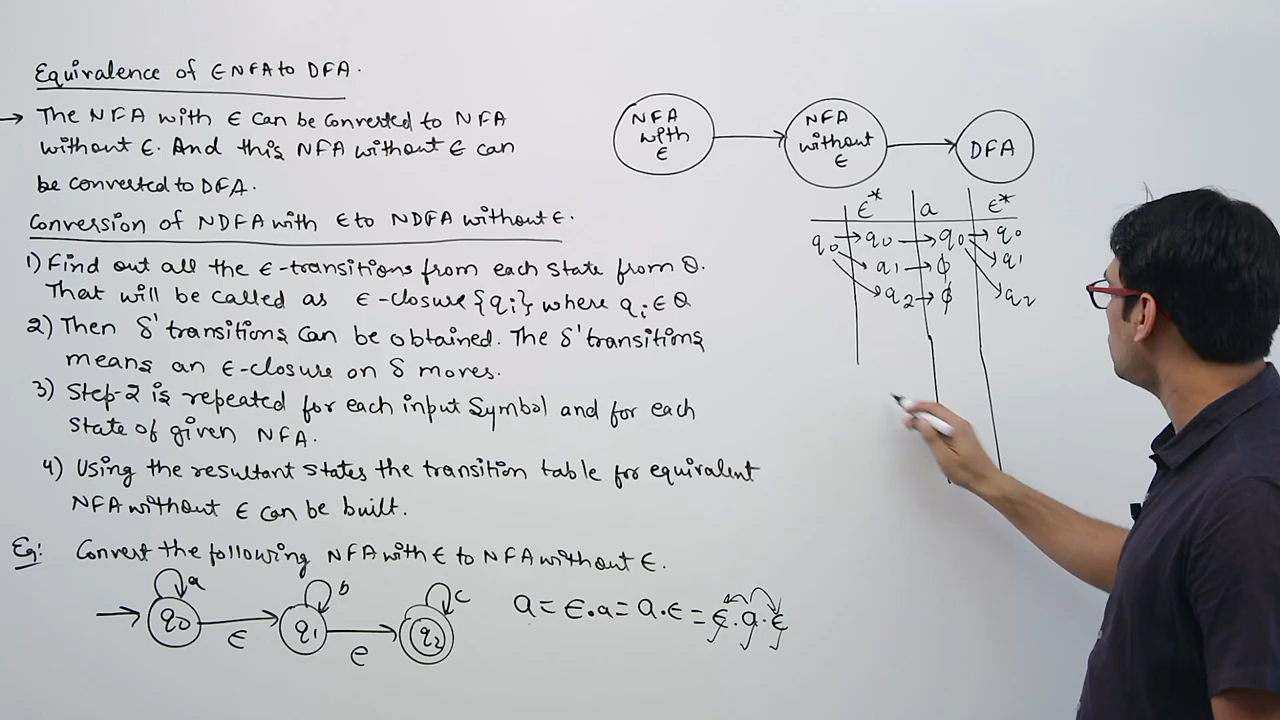 Equivalence of ϵ NFA to DFA.
→ The NFA with ϵ can be converted to NFA
without ϵ. And this NFA without ϵ can
be converted to DFA.
Conversion of NDFA with ϵ to NDFA without ϵ.
1) Find out all the ϵ-transitions from each state from Q.
That will be called as ϵ-closure {qi} where qi ∈ Q
2) Then δ' transitions can be obtained. The δ' transitions
means an ϵ-closure on δ moves.
3) Step-2 is repeated for each input Symbol and for each
State of given NFA.
4) Using the resultant states the transition table for equivalent
NFA without ϵ can be built.
Eg: Convert the following NFA with ϵ to NFA without ϵ.
a b c
q0 q1 q2
ϵ ϵ
a = ϵ.a = a.ϵ = ϵ.a.ϵ
NFA with ϵ → NFA without ϵ → DFA
ϵ* a ϵ*
q0 → q0 → q0 → q0
q1 → ϕ q1
q2 → ϕ q2